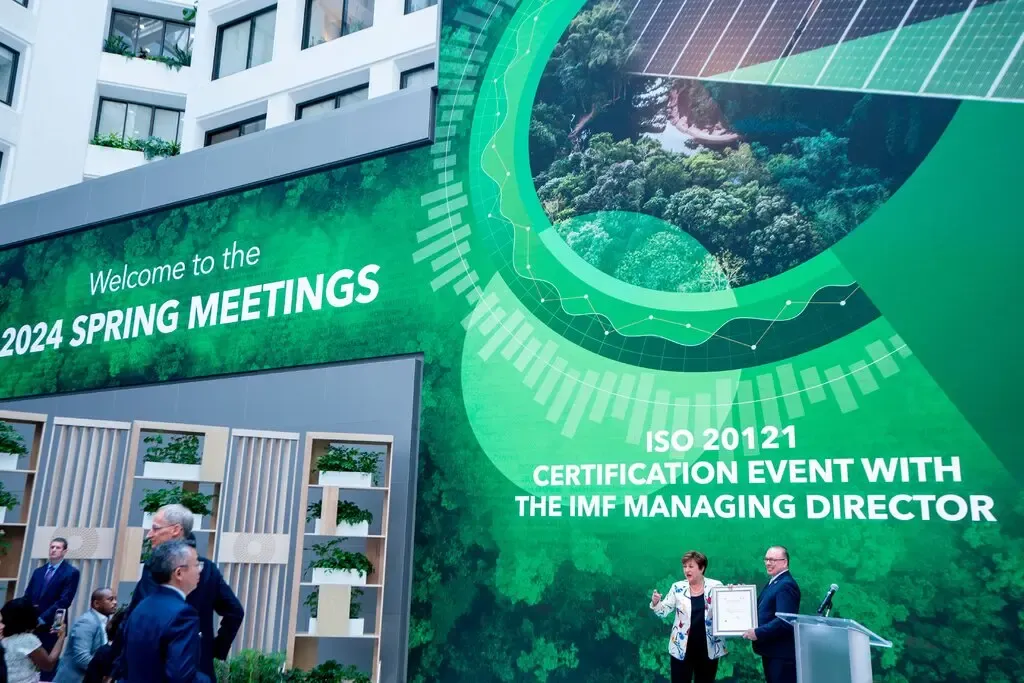 Welcome to the
2024 SPRING MEETINGS
ISO 20121
CERTIFICATION EVENT WITH
THE IMF MANAGING DIRECTOR